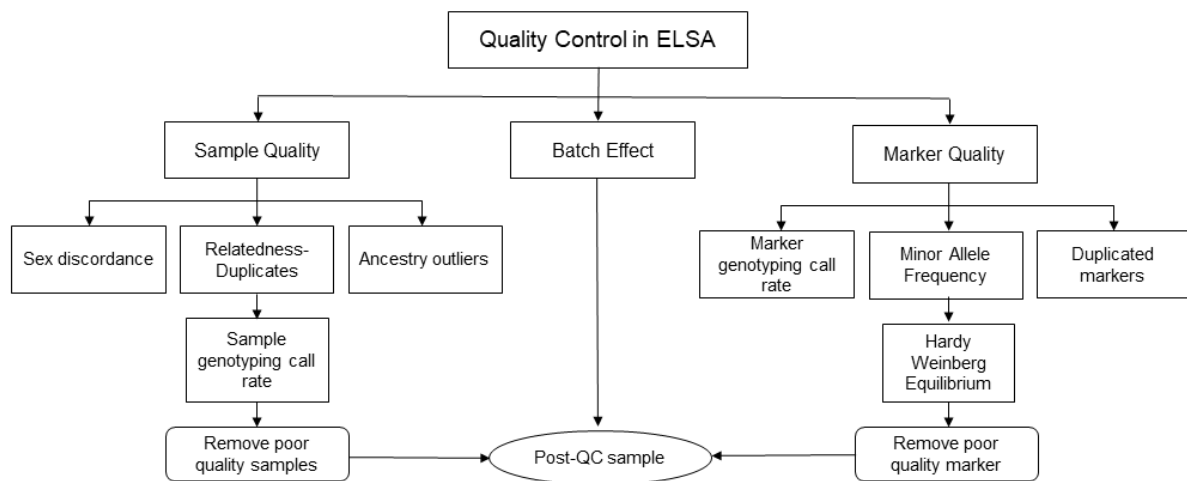 Quality Control in ELSA
Sample Quality
Batch Effect
Marker Quality
Sex discordance
Relatedness-
Duplicates
Ancestry outliers
Marker
genotyping call
rate
Minor Allele
Frequency
Duplicated
markers
Sample
genotyping call
rate
Hardy
Weinberg
Equilibrium
Remove poor
quality samples
Post-QC sample
Remove poor
quality marker